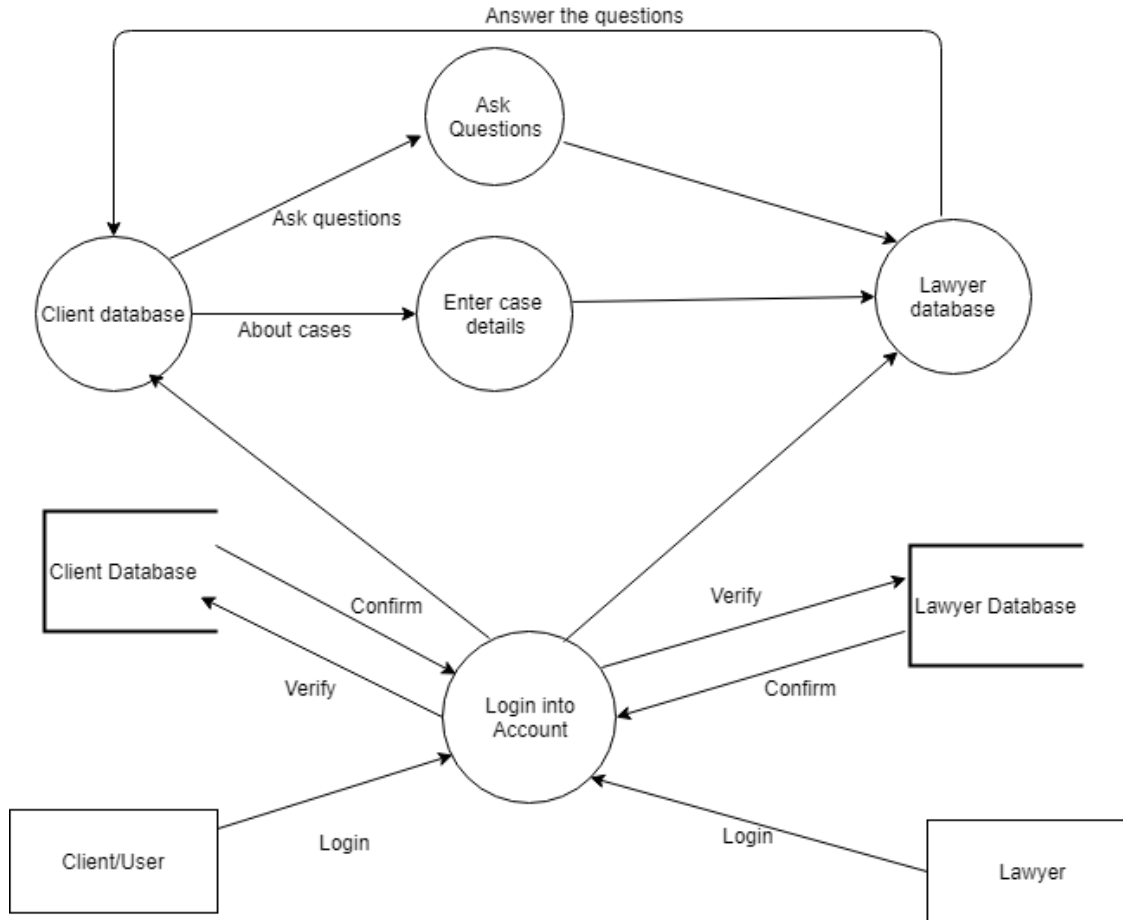 Answer the questions
Ask
Questions
Ask questions
Client database
About cases
Enter case
details
Lawyer
database
Client Database
Confirm
Verify
Verify
Lawyer Database
Confirm
Login into
Account
Client/User
Login
Login
Lawyer